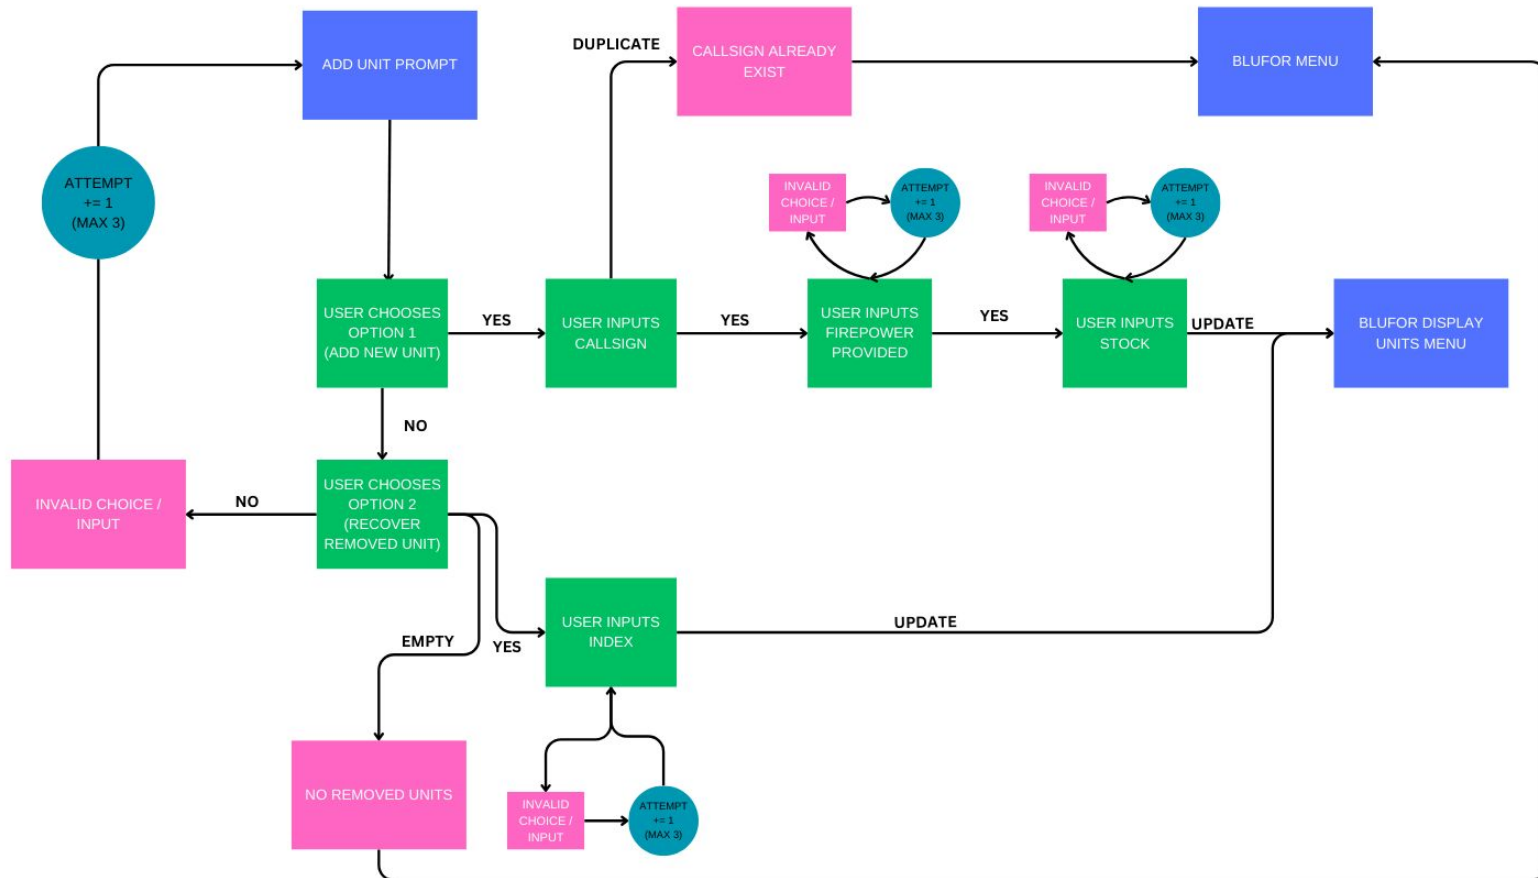 DUPLICATE
CALLSIGN ALREADY
EXIST
BLUFOR MENU
ADD UNIT PROMPT
ATTEMPT
+= 1
(MAX 3)
INVALID
CHOICE /
INPUT
ATTEMPT
+= 1
(MAX 3)
INVALID
CHOICE /
INPUT
ATTEMPT
+= 1
(MAX 3)
USER CHOOSES
OPTION 1
(ADD NEW UNIT)
YES
USER INPUTS
CALLSIGN
YES
USER INPUTS
FIREPOWER
PROVIDED
YES
USER INPUTS
STOCK
UPDATE
BLUFOR DISPLAY
UNITS MENU
NO
INVALID CHOICE /
INPUT
NO
USER CHOOSES
OPTION 2
(RECOVER
REMOVED UNIT)
EMPTY
YES
USER INPUTS
INDEX
UPDATE
NO REMOVED UNITS
INVALID
CHOICE /
INPUT
ATTEMPT
+= 1
(MAX 3)